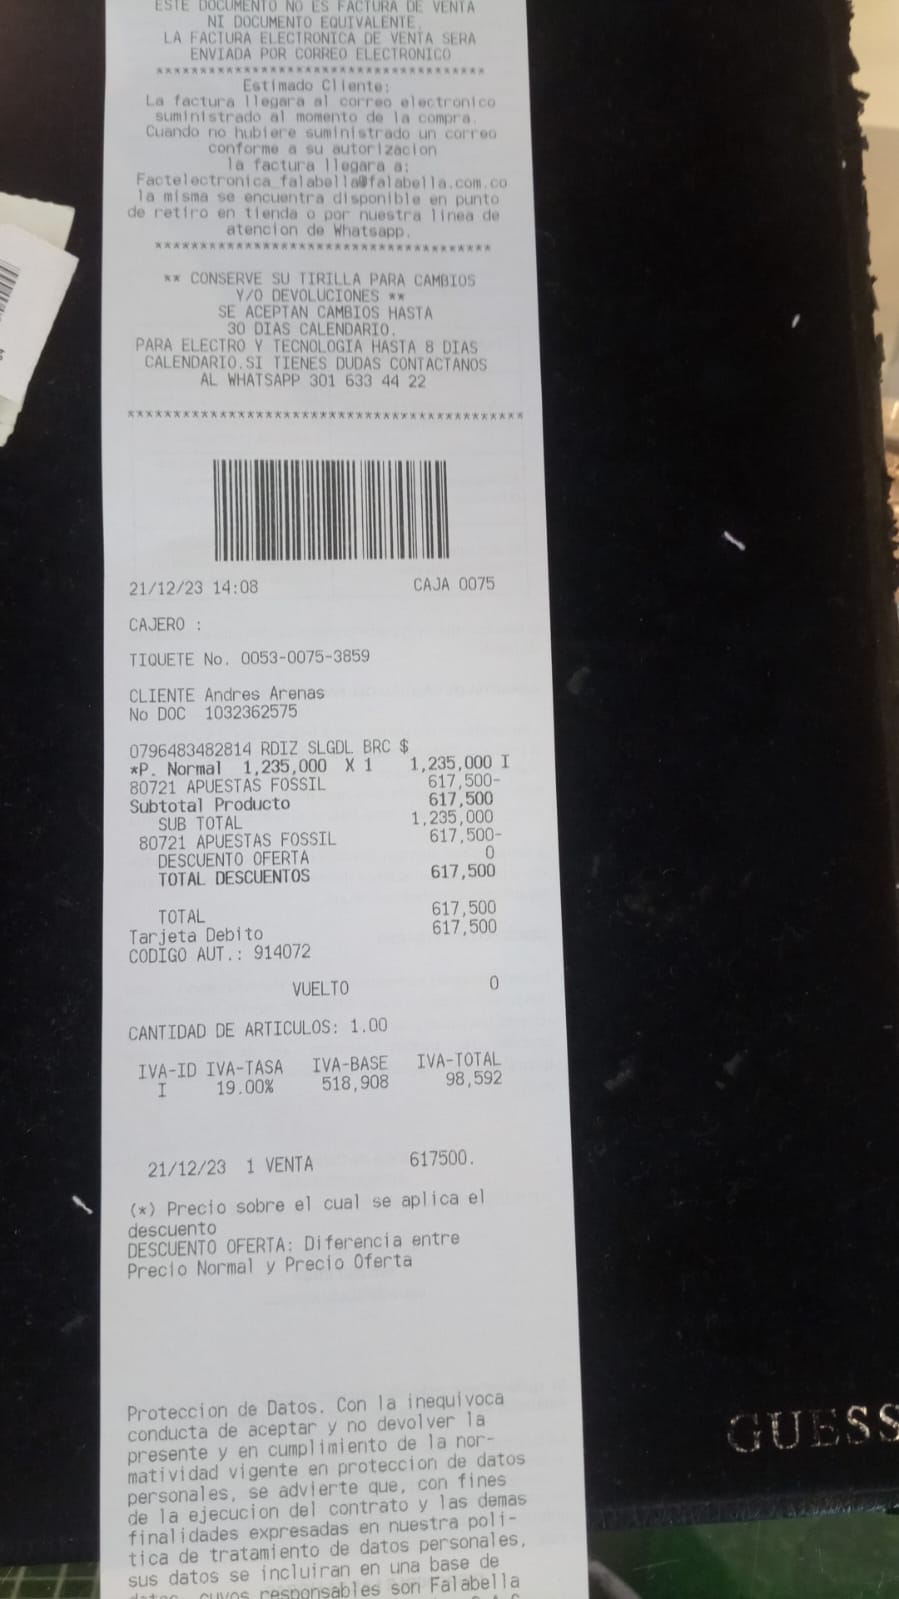 ESTE DOCUMENTO NO ES FACTURA DE VENTA
NI DOCUMENTO EQUIVALENTE.
LA FACTURA ELECTRONICA DE VENTA SERA
ENVIADA POR CORREO ELECTRONICO
************************************
Estimado Cliente:
La factura llegara al correo electronico
suministrado al momento de la compra.
Cuando no hubiere suministrado un correo
conforme a su autorizacion
la factura llegara a:
Factelectronica_falabella@falabella.com.co
la misma se encuentra disponible en punto
de retiro en tienda o por nuestra linea de
atencion de Whatsapp.
*************************************
** CONSERVE SU TIRILLA PARA CAMBIOS
Y/O DEVOLUCIONES **
SE ACEPTAN CAMBIOS HASTA
30 DIAS CALENDARIO.
PARA ELECTRO Y TECNOLOGIA HASTA 8 DIAS
CALENDARIO.SI TIENES DUDAS CONTACTANOS
AL WHATSAPP 301 633 44 22
*******************************************
21/12/23 14:08 CAJA 0075
CAJERO :
TIQUETE No. 0053-0075-3859
CLIENTE Andres Arenas
No DOC 1032362575
0796483482814 RDIZ SLGDL BRC $
*P. Normal 1,235,000 X 1 1,235,000 I
80721 APUESTAS FOSSIL 617,500-
Subtotal Producto 617,500
SUB TOTAL 1,235,000
80721 APUESTAS FOSSIL 617,500-
DESCUENTO OFERTA 0
TOTAL DESCUENTOS 617,500
TOTAL 617,500
Tarjeta Debito 617,500
CODIGO AUT.: 914072
VUELTO 0
CANTIDAD DE ARTICULOS: 1.00
IVA-ID IVA-TASA IVA-BASE IVA-TOTAL
I 19.00% 518,908 98,592
21/12/23 1 VENTA 617500.
(*) Precio sobre el cual se aplica el
descuento
DESCUENTO OFERTA: Diferencia entre
Precio Normal y Precio Oferta
Proteccion de Datos. Con la inequivoca
conducta de aceptar y no devolver la
presente y en cumplimiento de la nor-
matividad vigente en proteccion de datos
personales, se advierte que, con fines
de la ejecucion del contrato y las demas
finalidades expresadas en nuestra poli-
tica de tratamiento de datos personales,
sus datos se incluiran en una base de
datos, cuyos responsables son Falabella
GUESS